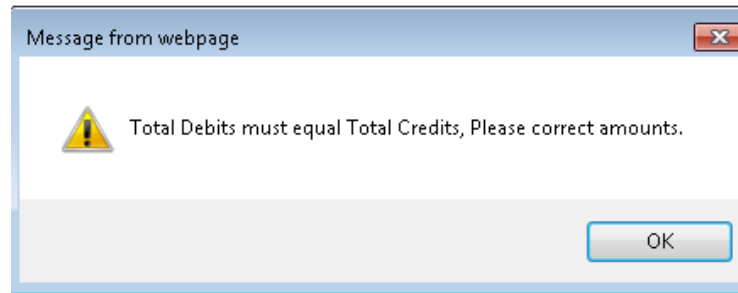 Message from webpage
Total Debits must equal Total Credits, Please correct amounts.
OK